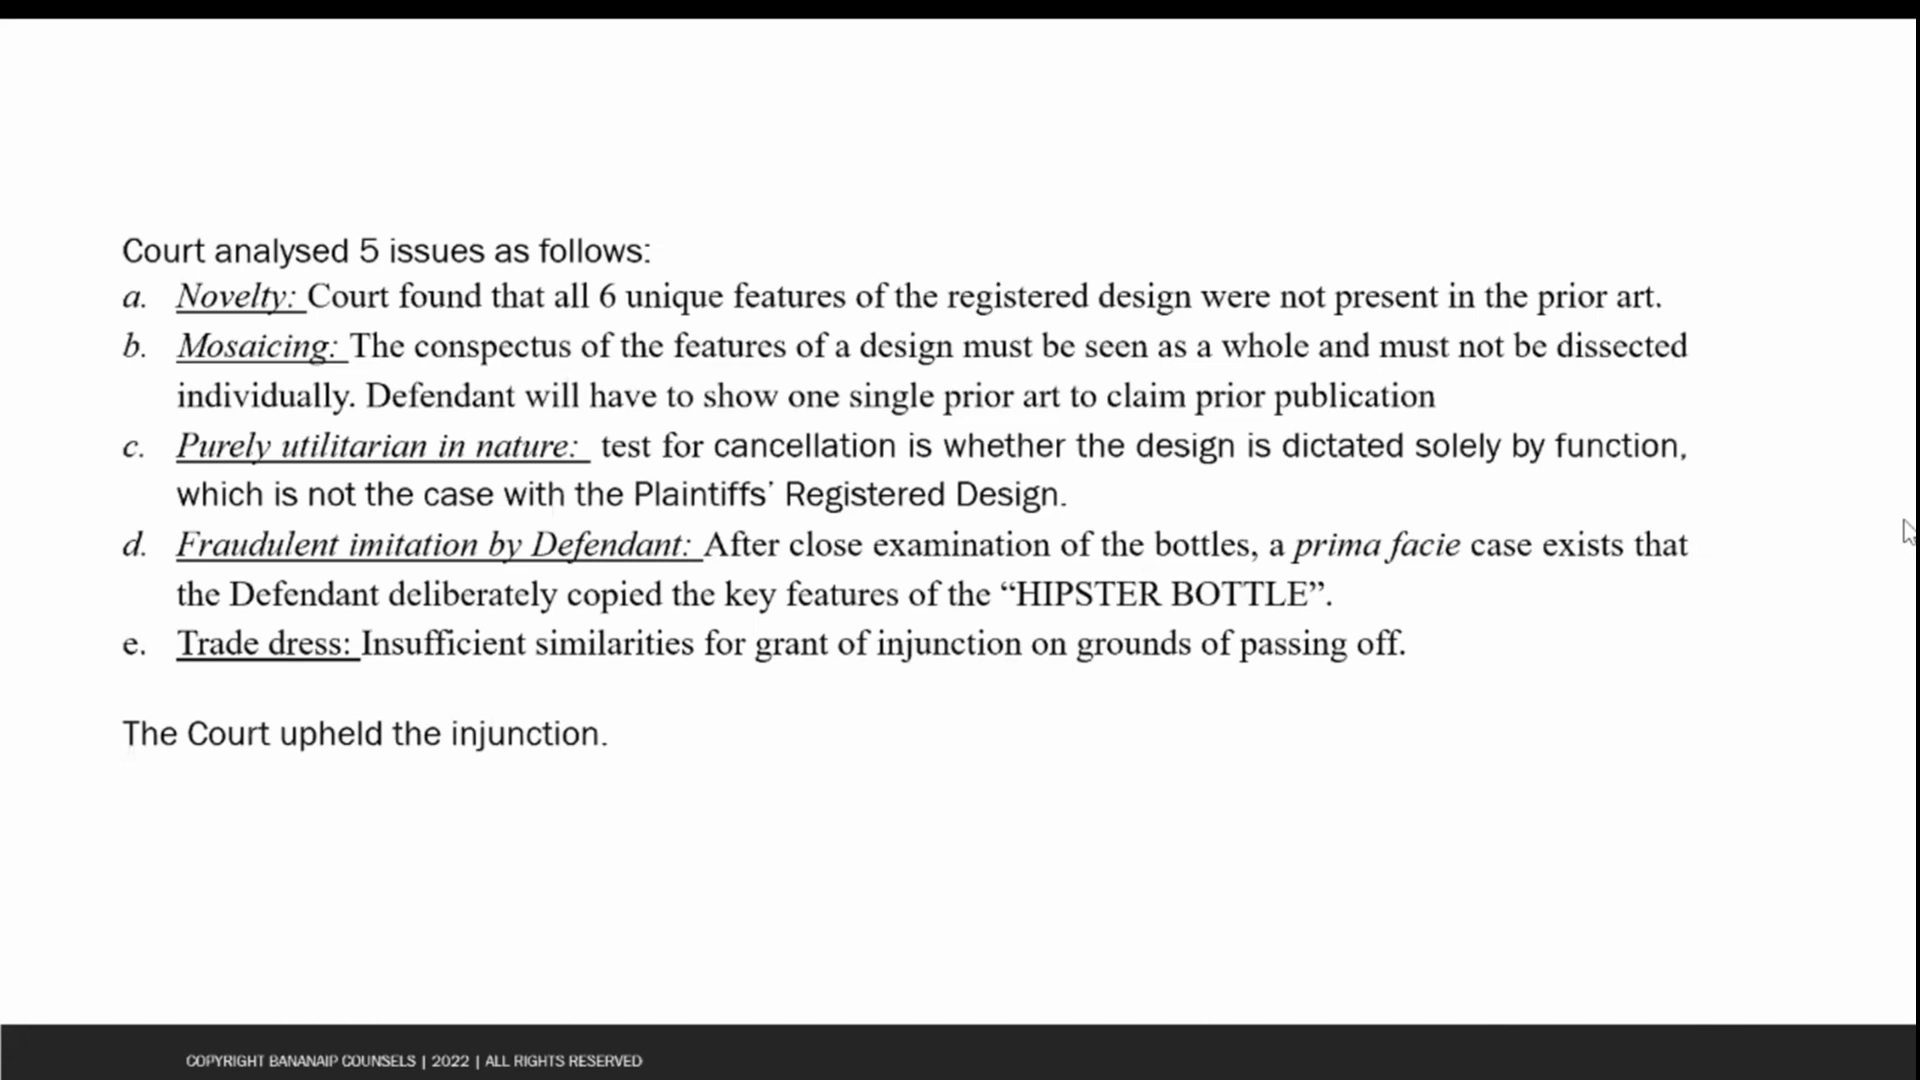 Court analysed 5 issues as follows:
a. Novelty: Court found that all 6 unique features of the registered design were not present in the prior art.
b. Mosaicing: The conspectus of the features of a design must be seen as a whole and must not be dissected
individually. Defendant will have to show one single prior art to claim prior publication
c. Purely utilitarian in nature: test for cancellation is whether the design is dictated solely by function,
which is not the case with the Plaintiffs’ Registered Design.
d. Fraudulent imitation by Defendant: After close examination of the bottles, a prima facie case exists that
the Defendant deliberately copied the key features of the “HIPSTER BOTTLE”.
e. Trade dress: Insufficient similarities for grant of injunction on grounds of passing off.
The Court upheld the injunction.
COPYRIGHT BANANAIP COUNSELS | 2022 | ALL RIGHTS RESERVED